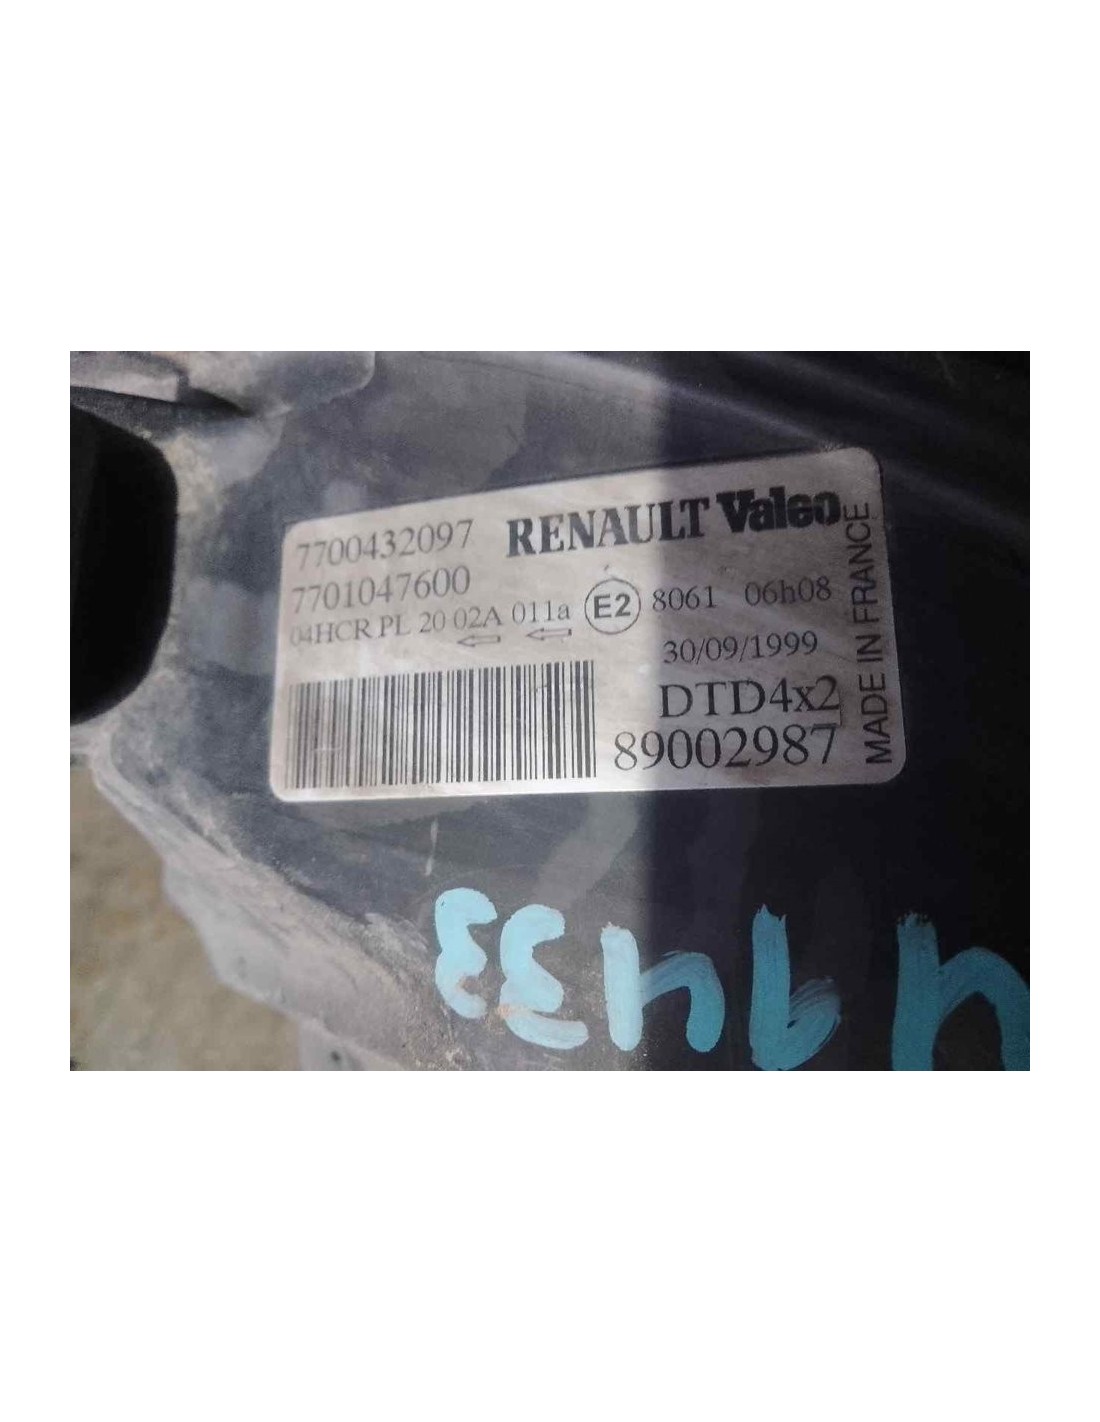 7700432097 RENAULT Valeo
7701047600
04HCR PL 20 02A 011a E2 8061 06h08
30/09/1999
DTD4x2
89002987
MADE IN FRANCE